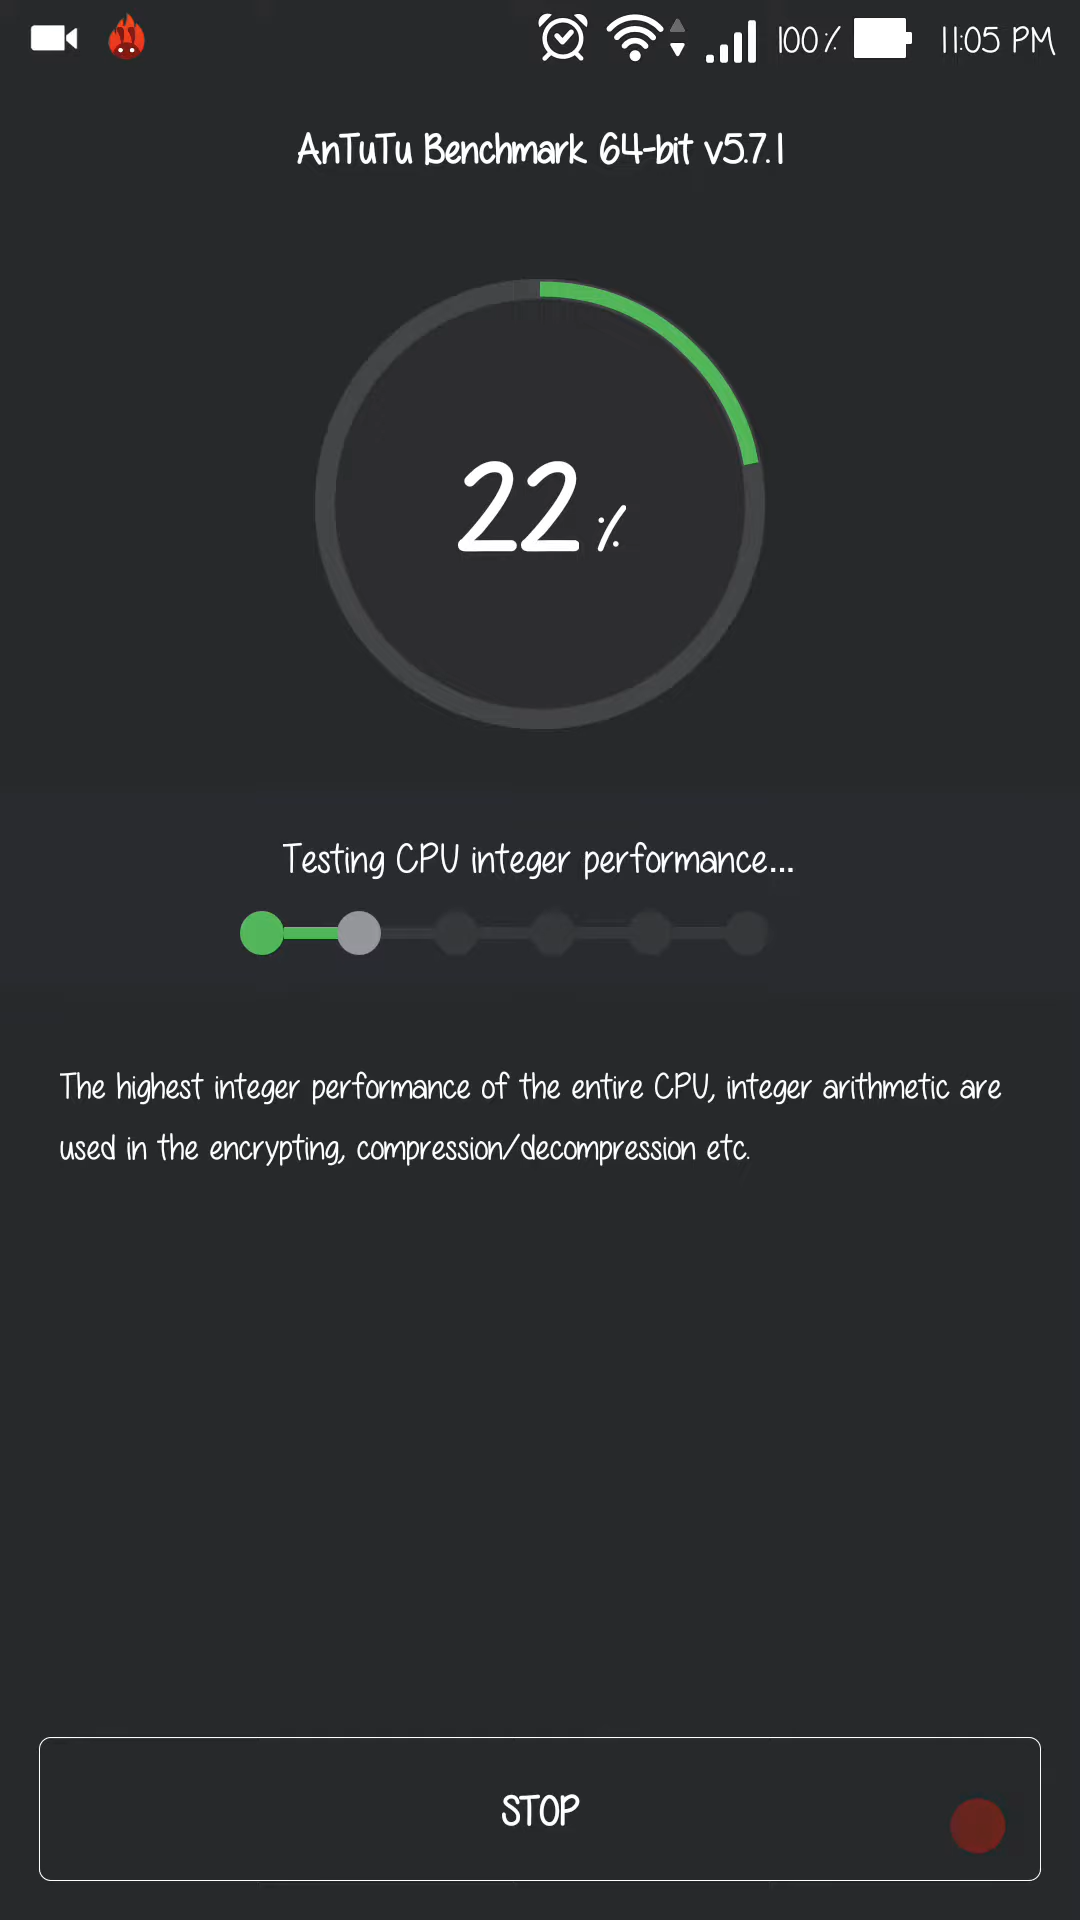 100% 11:05 PM
AnTuTu Benchmark 64-bit v5.7.1
22%
Testing CPU integer performance...
The highest integer performance of the entire CPU, integer arithmetic are
used in the encrypting, compression/decompression etc.
STOP